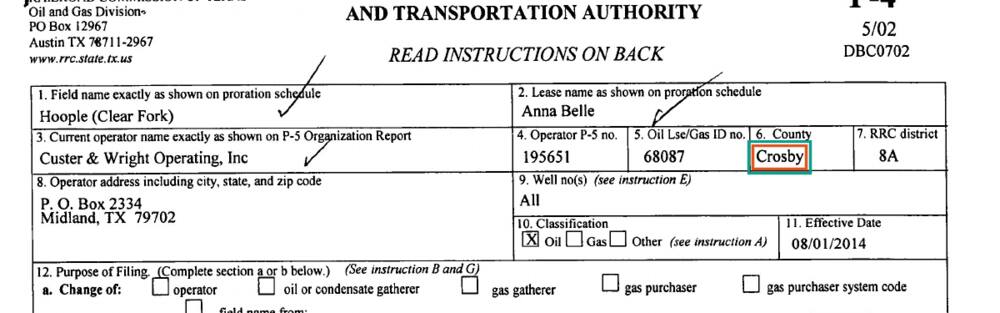 Oil and Gas Division
PO Box 12967
Austin TX 78711-2967
www.rrc.state.tx.us
AND TRANSPORTATION AUTHORITY
READ INSTRUCTIONS ON BACK
P-4
5/02
DBC0702
1. Field name exactly as shown on proration schedule
Hoople (Clear Fork)
2. Lease name as shown on proration schedule
Anna Belle
3. Current operator name exactly as shown on P-5 Organization Report
Custer & Wright Operating, Inc
4. Operator P-5 no.
195651
5. Oil Lse/Gas ID no.
68087
6. County
Crosby
7. RRC district
8A
8. Operator address including city, state, and zip code
P. O. Box 2334
Midland, TX 79702
9. Well no(s) (see instruction E)
All
10. Classification
X Oil Gas Other (see instruction A)
11. Effective Date
08/01/2014
12. Purpose of Filing. (Complete section a or b below.) (See instruction B and G)
a. Change of: operator oil or condensate gatherer gas gatherer gas purchaser gas purchaser system code
field name from: